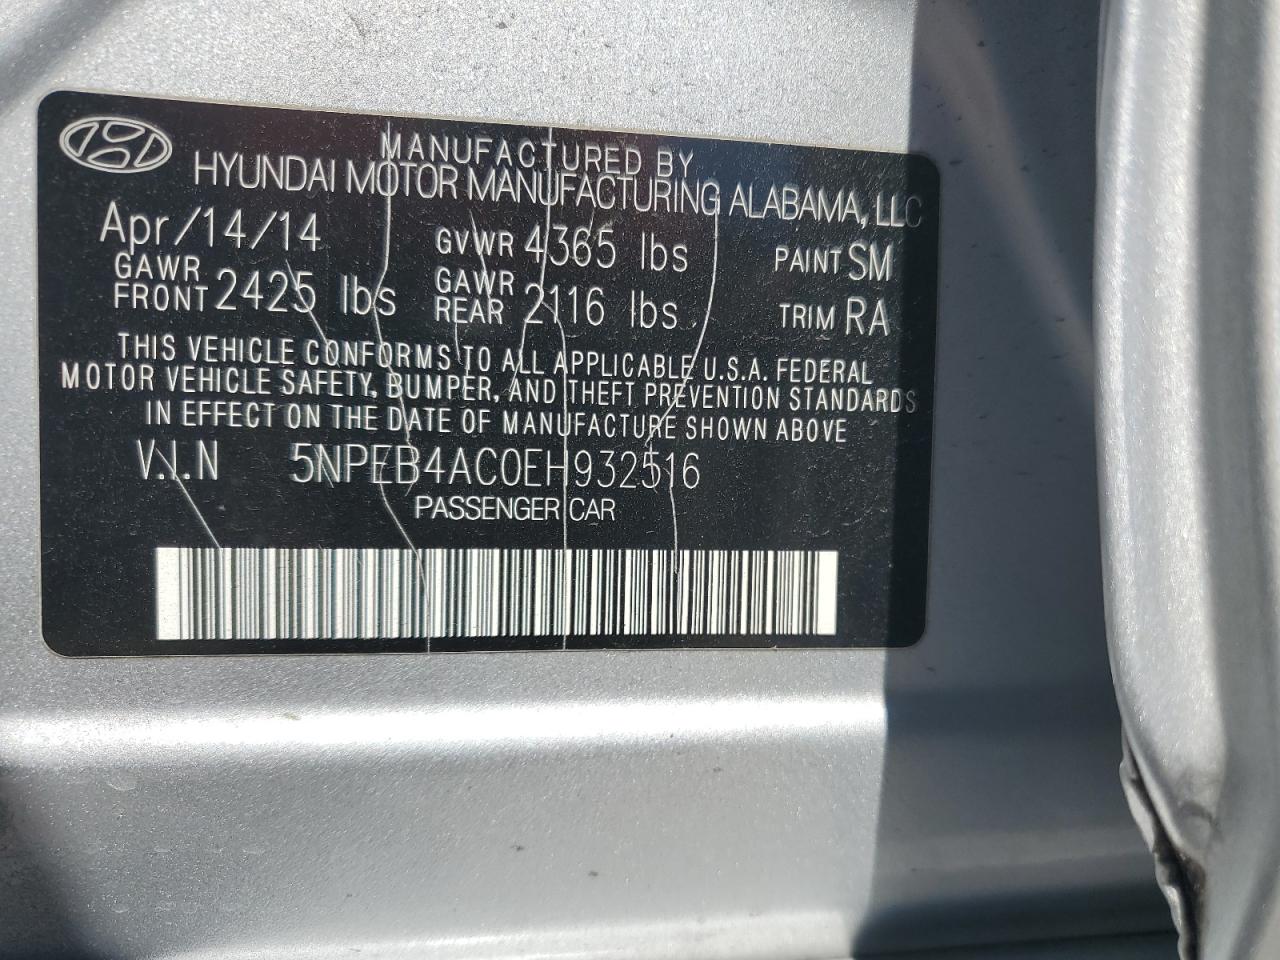 MANUFACTURED BY
HYUNDAI MOTOR MANUFACTURING ALABAMA, LLC
Apr/14/14 GVWR 4365 lbs PAINT SM
GAWR FRONT 2425 lbs GAWR REAR 2116 lbs TRIM RA
THIS VEHICLE CONFORMS TO ALL APPLICABLE U.S.A. FEDERAL
MOTOR VEHICLE SAFETY, BUMPER, AND THEFT PREVENTION STANDARDS
IN EFFECT ON THE DATE OF MANUFACTURE SHOWN ABOVE
V.I.N 5NPEB4AC0EH932516
PASSENGER CAR